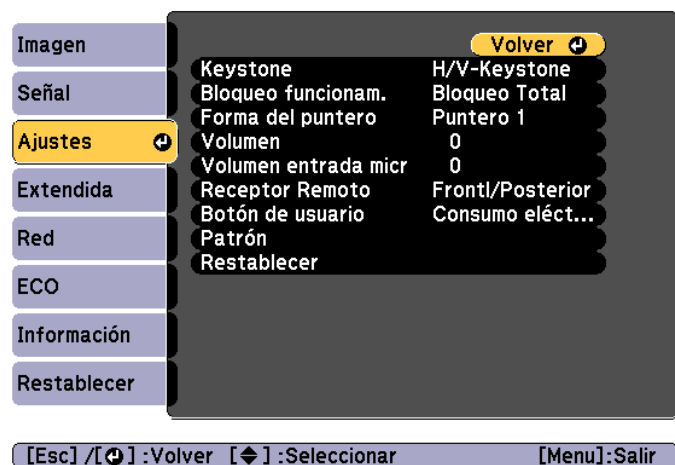 Imagen
Señal
Ajustes
Extendida
Red
ECO
Información
Restablecer
Volver
Keystone H/V-Keystone
Bloqueo funcionam. Bloqueo Total
Forma del puntero Puntero 1
Volumen 0
Volumen entrada micr 0
Receptor Remoto Frontl/Posterior
Botón de usuario Consumo eléct...
Patrón
Restablecer
[Esc] /[ ] :Volver [ ] :Seleccionar [Menu]:Salir